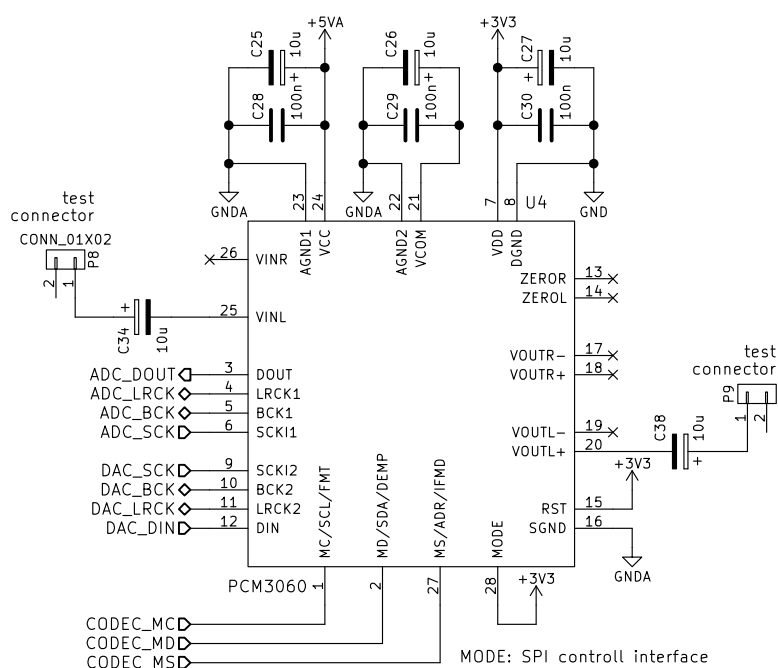 +5VA
+3V3
C25
10u
+
C26
10u
+
C27
10u
+
C28
100n
C29
100n
C30
100n
GNDA
GNDA
GND
23
24
22
21
7
8
U4
AGND1
VCC
AGND2
VCOM
VDD
DGND
test
connector
CONN_01X02
P8
2
1
+
C34
10u
26
VINR
25
VINL
ADC_DOUT
3
DOUT
ADC_LRCK
4
LRCK1
ADC_BCK
5
BCK1
ADC_SCK
6
SCKI1
DAC_SCK
9
SCKI2
DAC_BCK
10
BCK2
DAC_LRCK
11
LRCK2
DAC_DIN
12
DIN
ZEROR
13
ZEROL
14
VOUTR-
17
VOUTR+
18
VOUTL-
19
VOUTL+
20
RST
15
SGND
16
test
connector
P9
1
2
C38
10u
+
+3V3
GNDA
MC/SCL/FMT
MD/SDA/DEMP
MS/ADR/IFMD
MODE
PCM3060
1
2
27
28
+3V3
CODEC_MC
CODEC_MD
CODEC_MS
MODE: SPI controll interface